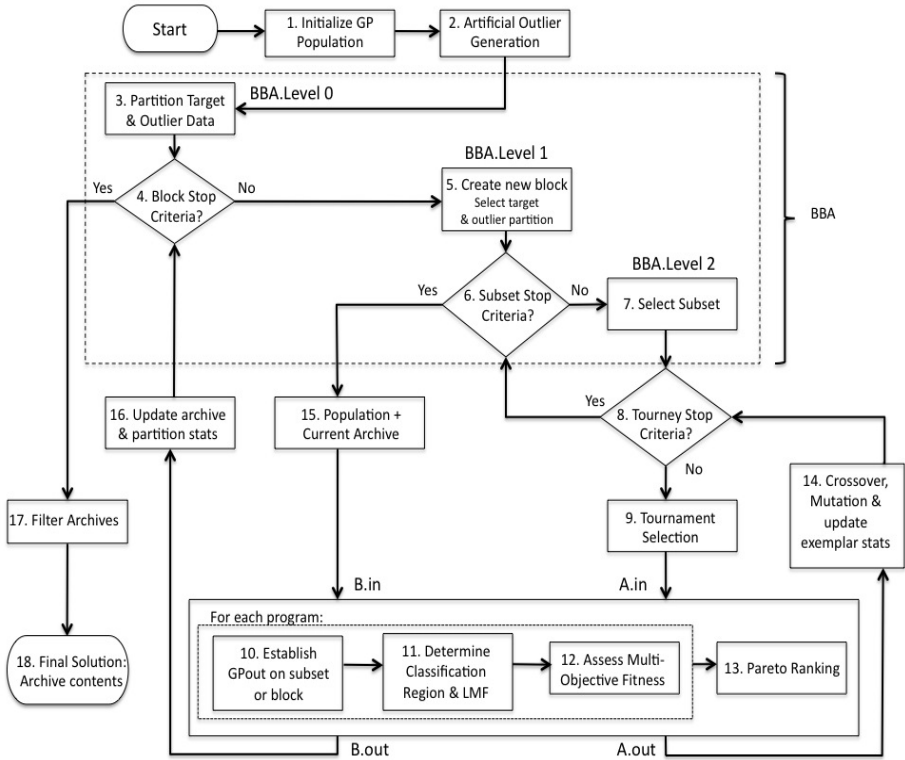 Start
1. Initialize GP
Population
2. Artificial Outlier
Generation
BBA.Level 0
3. Partition Target
& Outlier Data
BBA.Level 1
Yes
4. Block Stop
Criteria?
No
5. Create new block
Select target
& outlier partition
BBA
BBA.Level 2
Yes
6. Subset Stop
Criteria?
No
7. Select Subset
16. Update archive
& partition stats
15. Population +
Current Archive
Yes
8. Tourney Stop
Criteria?
No
14. Crossover,
Mutation &
update
exemplar stats
17. Filter Archives
9. Tournament
Selection
B.in
A.in
For each program:
10. Establish
GPout on subset
or block
11. Determine
Classification
Region & LMF
12. Assess Multi-
Objective Fitness
13. Pareto Ranking
18. Final Solution:
Archive contents
B.out
A.out